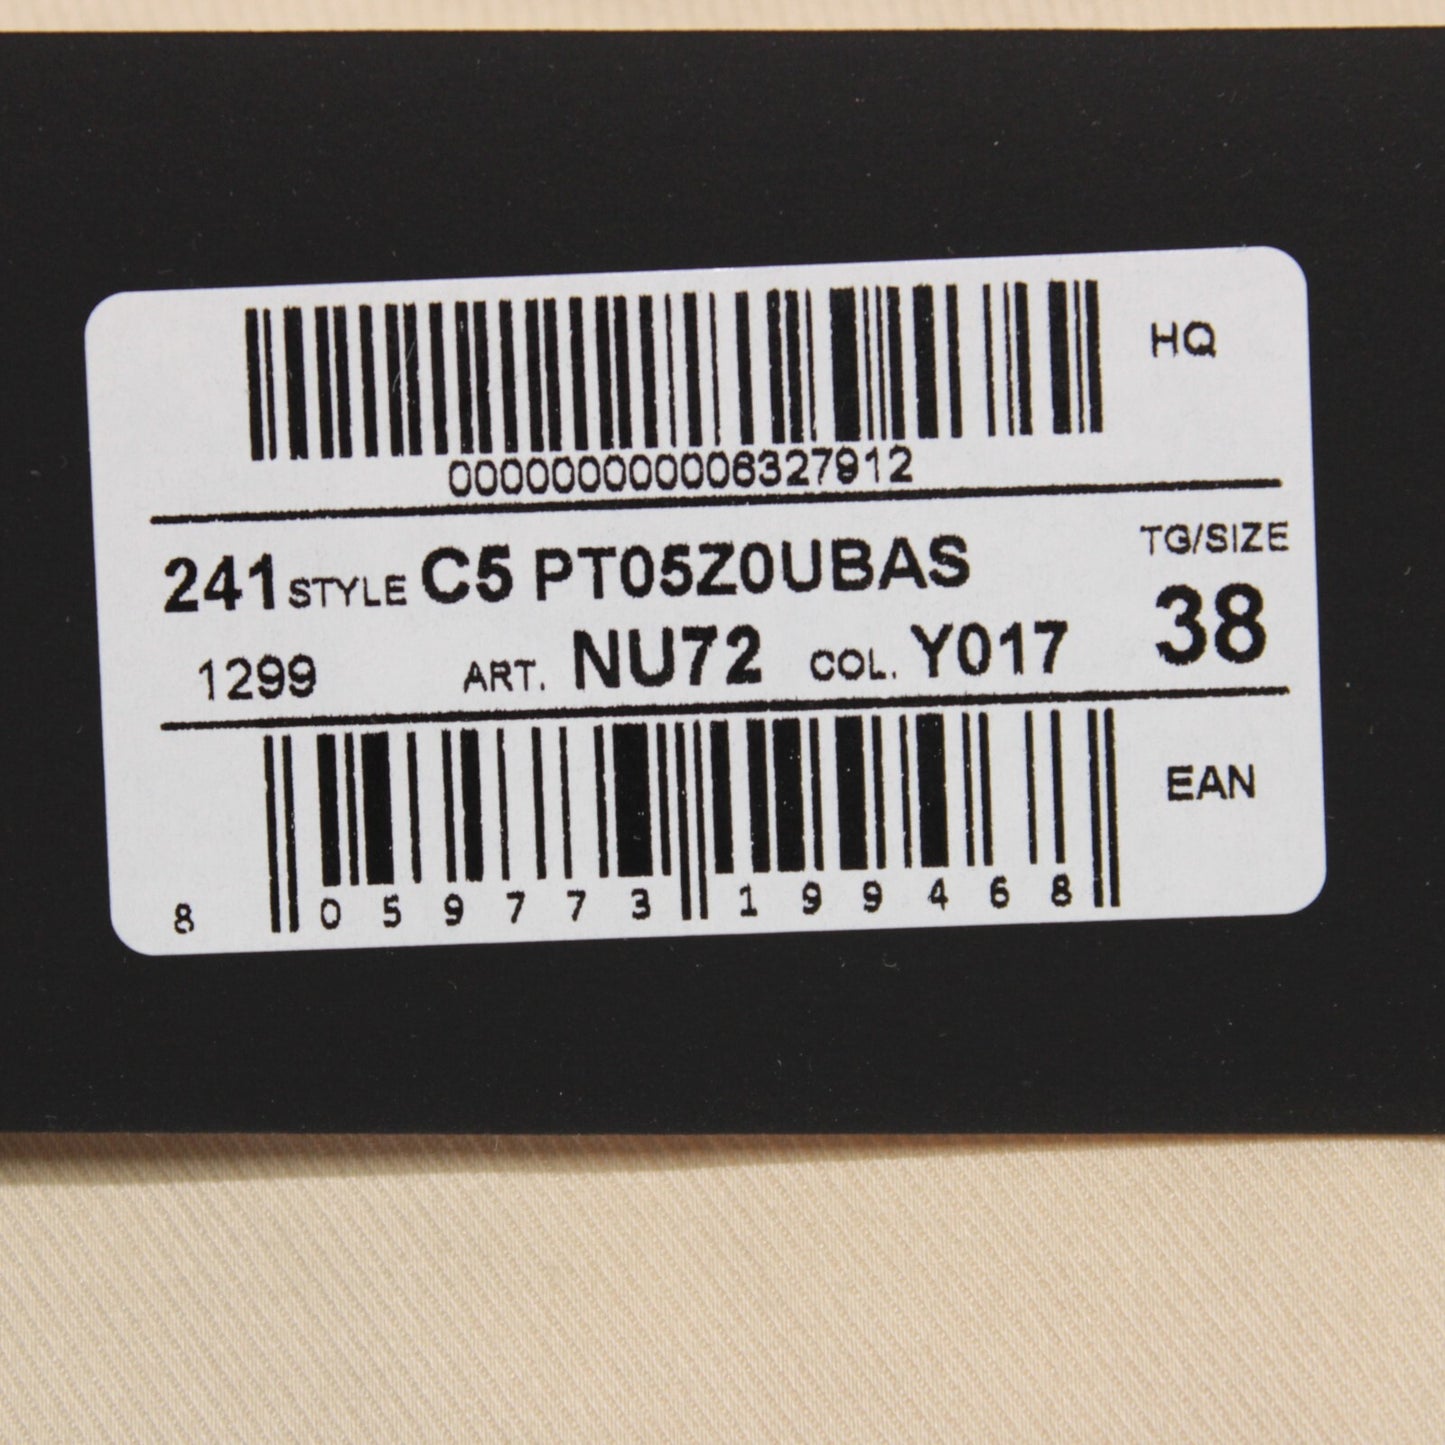 HQ
000000000006327912
241 STYLE C5 PT05Z0UBAS
TG/SIZE
38
1299 ART. NU72 COL. Y017
EAN
8 059773 199468